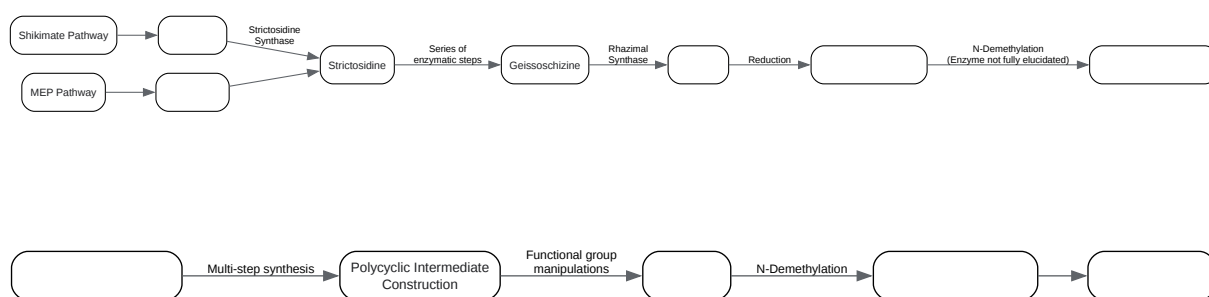 Shikimate Pathway
Strictosidine
Synthase
MEP Pathway
Strictosidine
Series of
enzymatic steps
Geissoschizine
Rhazimal
Synthase
Reduction
N-Demethylation
(Enzyme not fully elucidated)
Multi-step synthesis
Polycyclic Intermediate
Construction
Functional group
manipulations
N-Demethylation